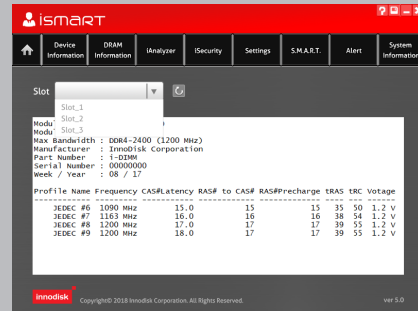 iSMART
Device Information
DRAM Information
iAnalyzer
iSecurity
Settings
S.M.A.R.T.
Alert
System Information
Slot
Slot_1
Slot_2
Slot_3
Modu
Modu
Max Bandwidth : DDR4-2400 (1200 MHz)
Manufacturer : InnoDisk Corporation
Part Number : i-DIMM
Serial Number : 00000000
Week / Year : 08 / 17
Profile Name Frequency CAS#Latency RAS# to CAS# RAS#Precharge tRAS tRC Votage
JEDEC #6 1090 MHz 15.0 15 15 35 50 1.2 V
JEDEC #7 1163 MHz 16.0 16 16 38 54 1.2 V
JEDEC #8 1200 MHz 17.0 17 17 39 55 1.2 V
JEDEC #9 1200 MHz 18.0 17 17 39 55 1.2 V
innodisk Copyright© 2018 Innodisk Corporation. All Rights Reserved. ver 5.0